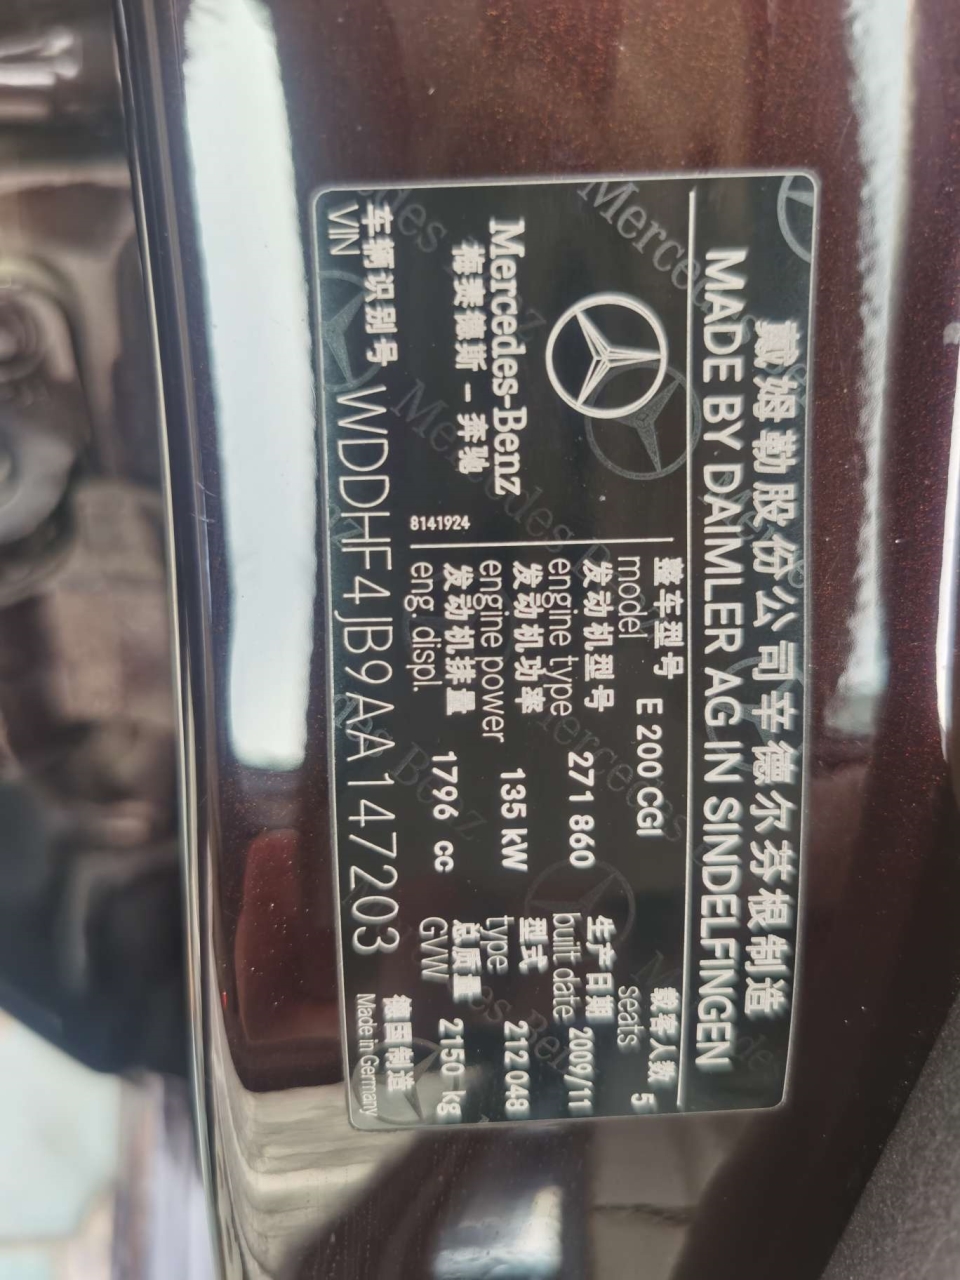 戴姆勒股份公司辛德尔芬根制造
MADE BY DAIMLER AG IN SINDELFINGEN
Mercedes-Benz
梅赛德斯－奔驰
8141924
整车型号
model E 200 CGI
载客人数
seats 5
发动机型号
engine type 271 860
生产日期
built date 2009/11
发动机功率
engine power 135 kW
型式
type 212 048
发动机排量
eng. displ. 1796 cc
总质量
GVW 2150 kg
车辆识别号
VIN WDDHF4JB9AA147203
德国制造
Made in Germany